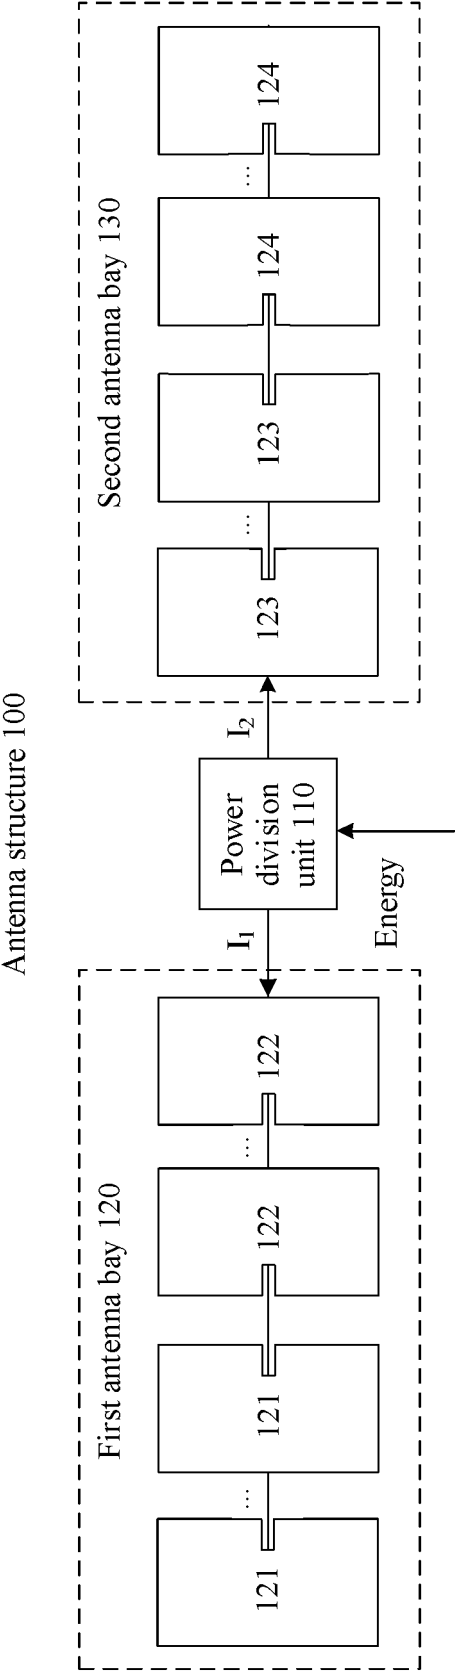 Antenna structure 100
First antenna bay 120
121
...
121
122
...
122
I1
Power
division
unit 110
Energy
I2
Second antenna bay 130
123
...
123
124
...
124